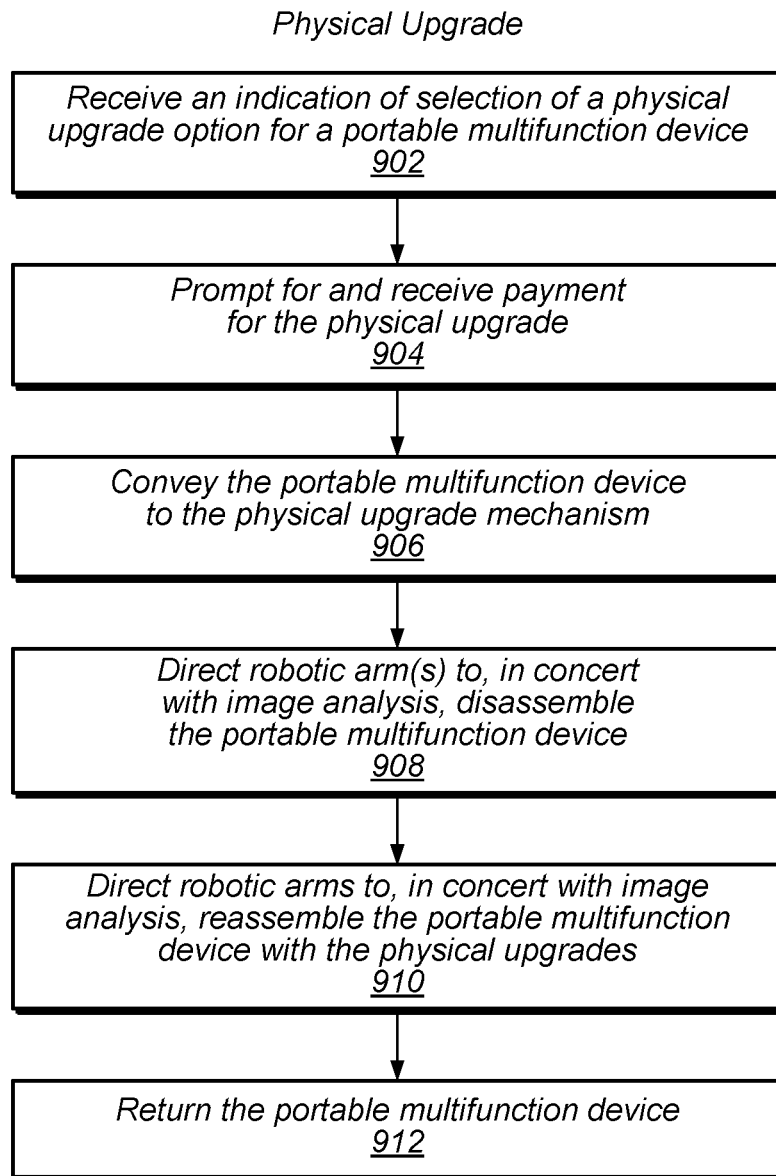 Physical Upgrade
Receive an indication of selection of a physical
upgrade option for a portable multifunction device
902
Prompt for and receive payment
for the physical upgrade
904
Convey the portable multifunction device
to the physical upgrade mechanism
906
Direct robotic arm(s) to, in concert
with image analysis, disassemble
the portable multifunction device
908
Direct robotic arms to, in concert with image
analysis, reassemble the portable multifunction
device with the physical upgrades
910
Return the portable multifunction device
912